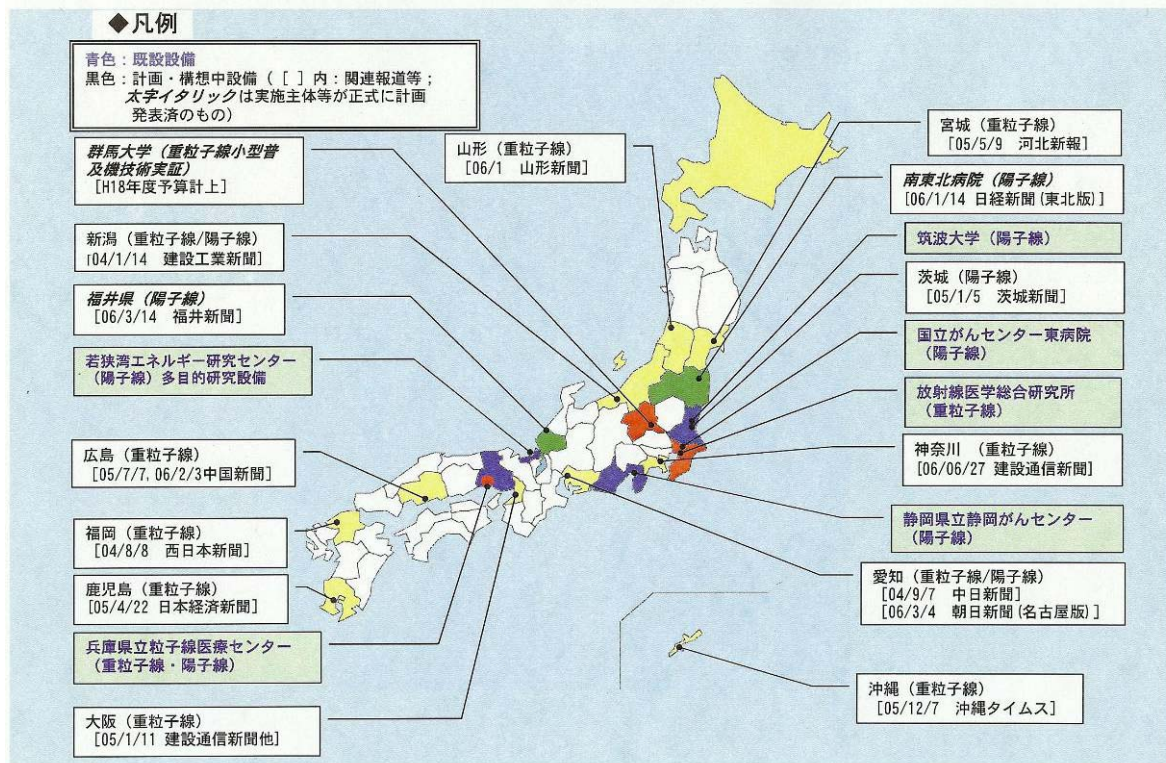 ◆凡例
青色：既設設備
黒色：計画・構想中設備（［ ］内：関連報道等；
太字イタリックは実施主体等が正式に計画
発表済のもの）
群馬大学（重粒子線小型普
及機技術実証）
［H18年度予算計上］
新潟（重粒子線/陽子線）
［04/1/14 建設工業新聞］
福井県（陽子線）
［06/3/14 福井新聞］
若狭湾エネルギー研究センター
（陽子線）多目的研究設備
広島（重粒子線）
［05/7/7, 06/2/3中国新聞］
福岡（重粒子線）
［04/8/8 西日本新聞］
鹿児島（重粒子線）
［05/4/22 日本経済新聞］
兵庫県立粒子線医療センター
（重粒子線・陽子線）
大阪（重粒子線）
［05/1/11 建設通信新聞他］
山形（重粒子線）
［06/1 山形新聞］
宮城（重粒子線）
［05/5/9 河北新報］
南東北病院（陽子線）
［06/1/14 日経新聞(東北版)］
筑波大学（陽子線）
茨城（陽子線）
［05/1/5 茨城新聞］
国立がんセンター東病院
（陽子線）
放射線医学総合研究所
（重粒子線）
神奈川（重粒子線）
［06/06/27 建設通信新聞］
静岡県立静岡がんセンター
（陽子線）
愛知（重粒子線/陽子線）
［04/9/7 中日新聞］
［06/3/4 朝日新聞(名古屋版)］
沖縄（重粒子線）
［05/12/7 沖縄タイムス］